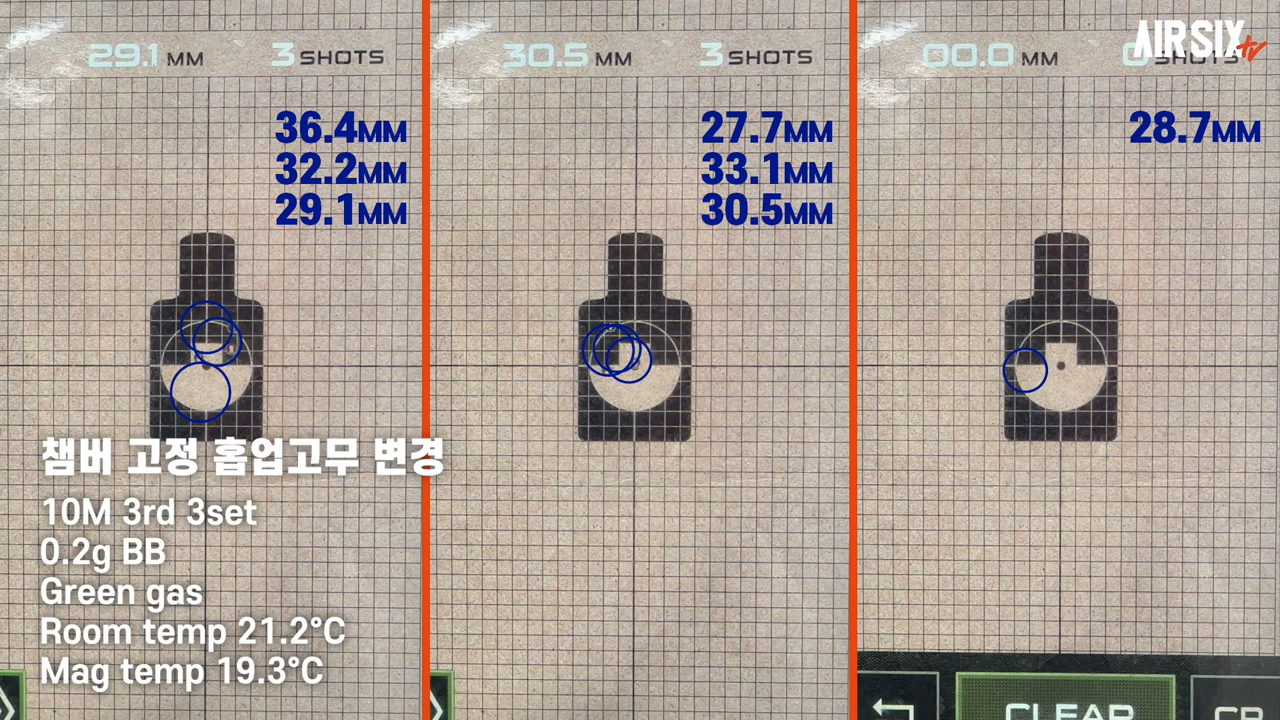 29.1 MM 3 SHOTS
36.4MM
32.2MM
29.1MM
30.5 MM 3 SHOTS
27.7MM
33.1MM
30.5MM
00.0 MM 0 SHOTS
AIRSIX tv
28.7MM
챔버 고정 홉업고무 변경
10M 3rd 3set
0.2g BB
Green gas
Room temp 21.2°C
Mag temp 19.3°C
CLEAR